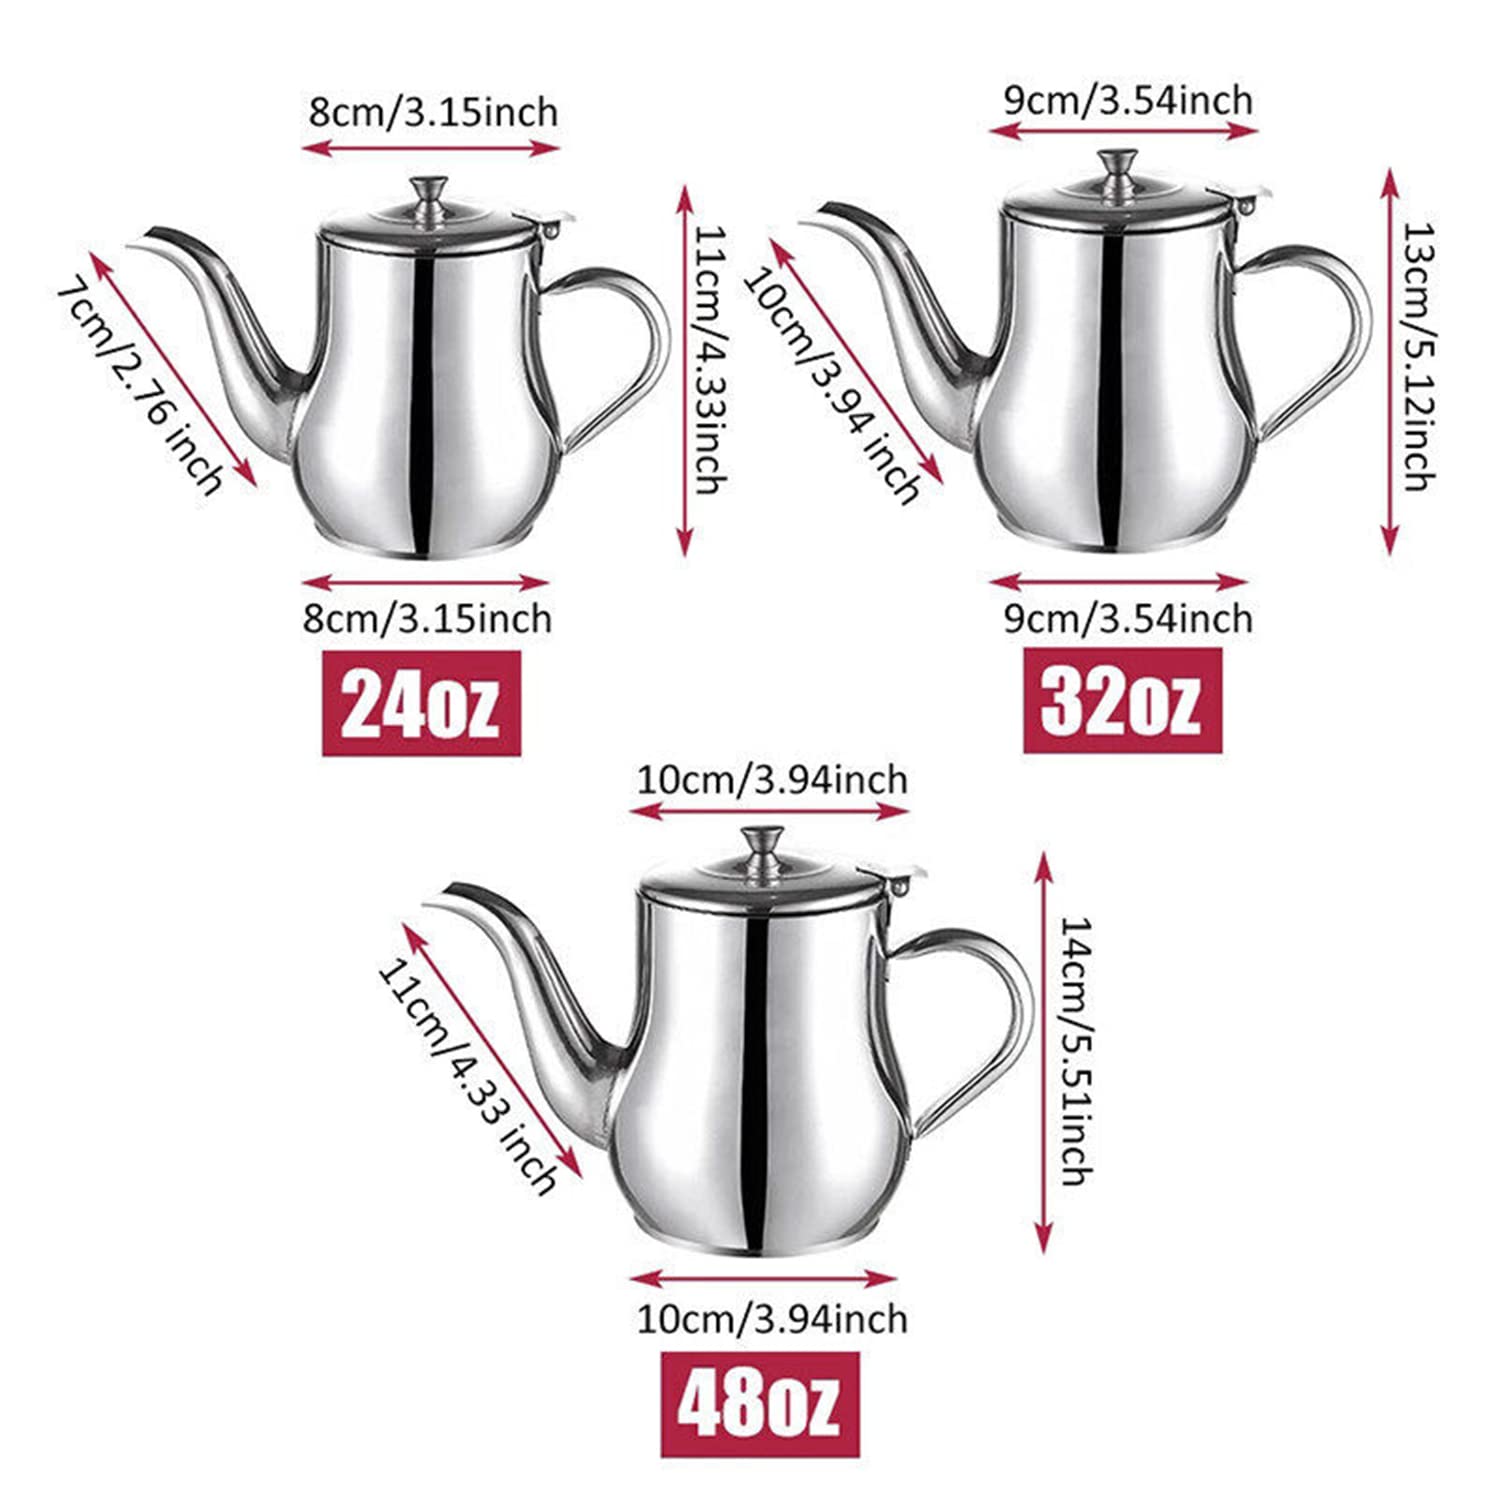 8cm/3.15inch
7cm/2.76 inch
11cm/4.33inch
8cm/3.15inch
24oz
9cm/3.54inch
10cm/3.94 inch
13cm/5.12inch
9cm/3.54inch
32oz
10cm/3.94inch
11cm/4.33 inch
14cm/5.51inch
10cm/3.94inch
48oz